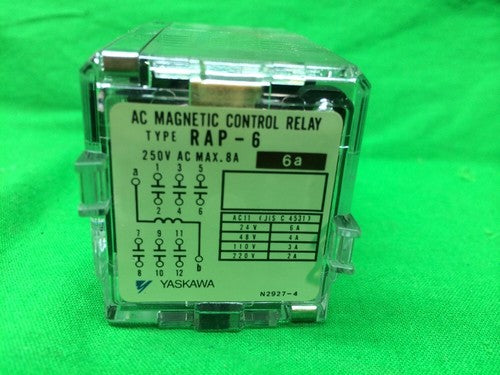 AC MAGNETIC CONTROL RELAY
TYPE RAP-6
250V AC MAX. 8A 6a
a 1 3 5
2 4 6
AC11 (JIS C 4531)
24V 6A
48V 4A
110V 3A
220V 2A
7 9 11
8 10 12 b
YASKAWA
N2927-4